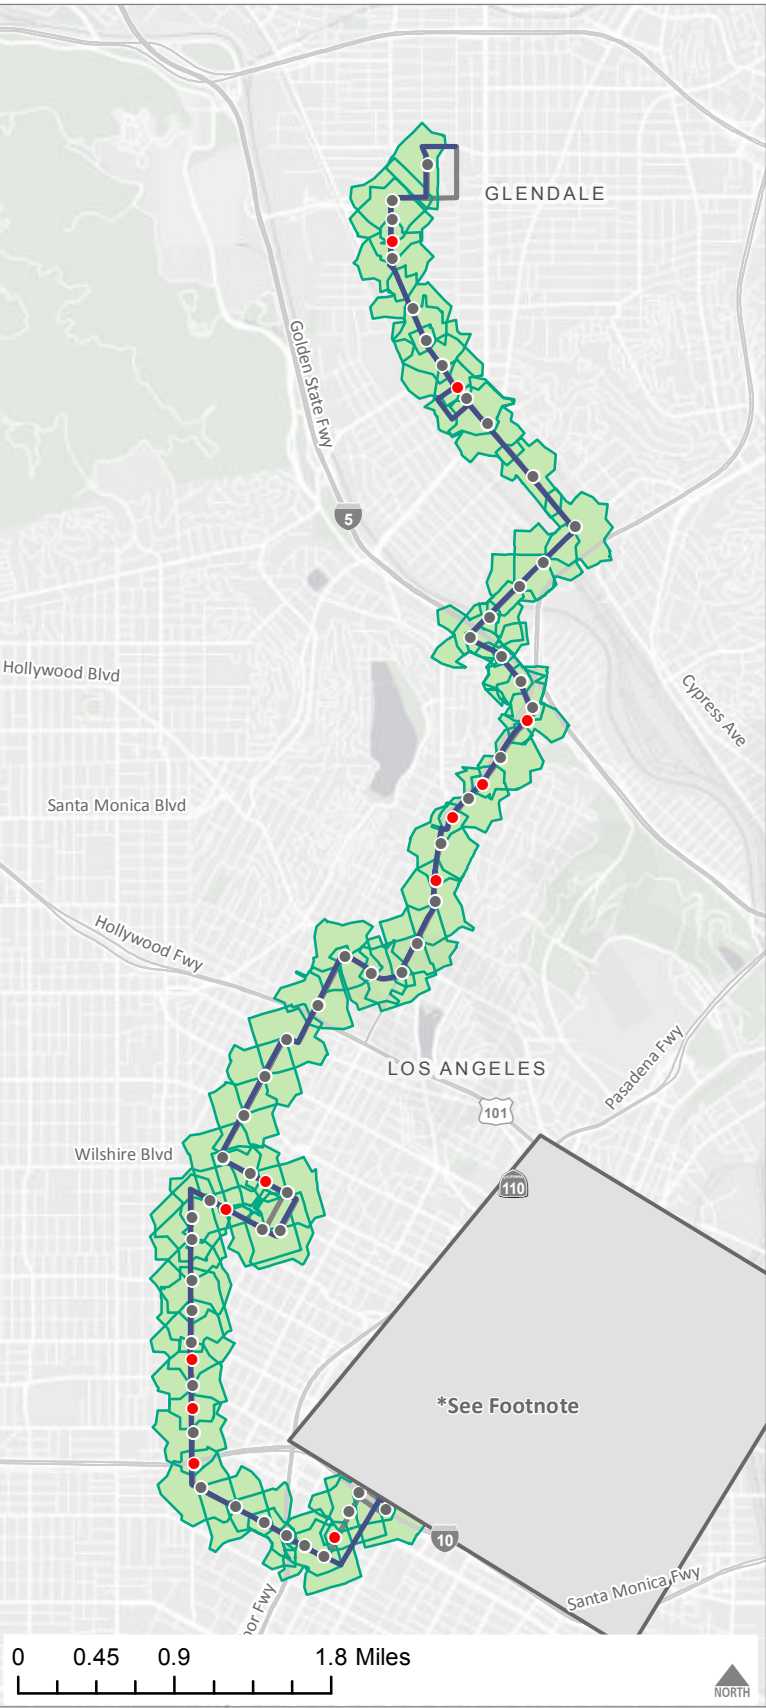 GLENDALE
Golden State Fwy
5
Hollywood Blvd
Cypress Ave
Santa Monica Blvd
Hollywood Fwy
Pasadena Fwy
LOS ANGELES
101
Wilshire Blvd
110
*See Footnote
10
Santa Monica Fwy
Fwy
0 0.45 0.9 1.8 Miles
NORTH